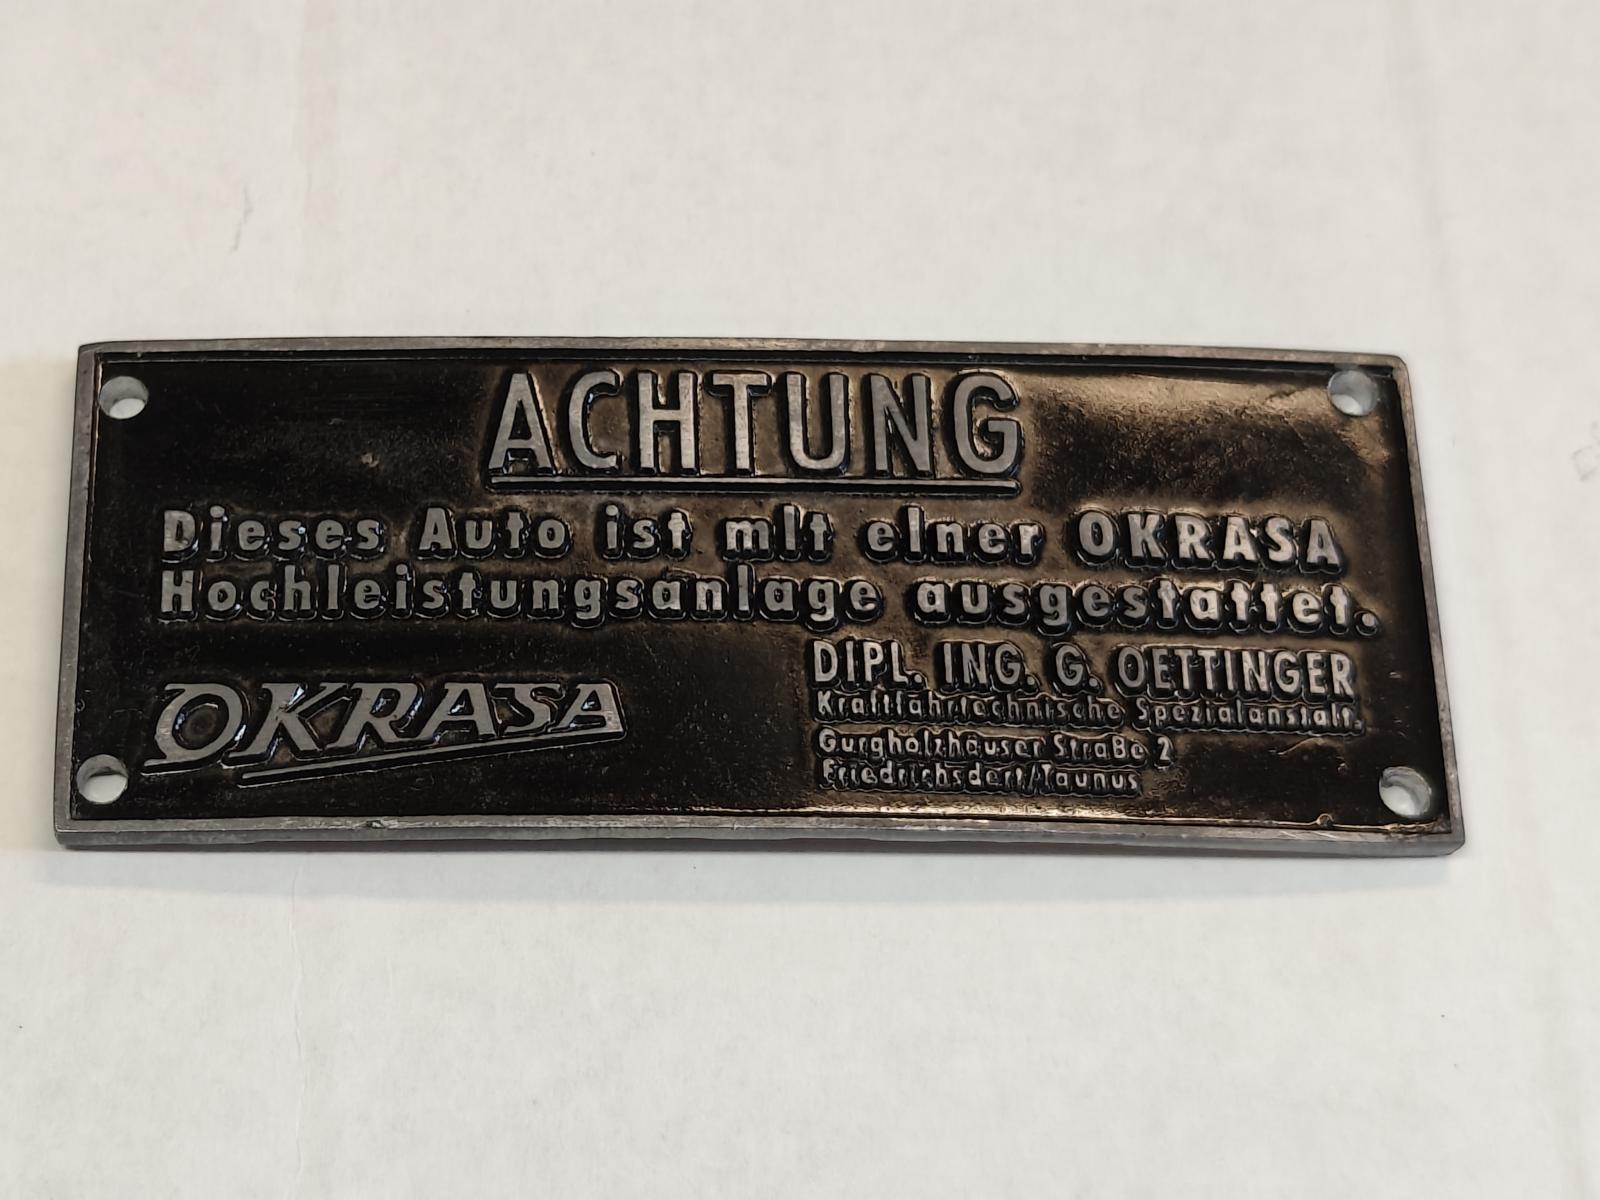 ACHTUNG
Dieses Auto ist mlt elner OKRASA
Hochleistungsanlage ausgestattet.
OKRASA
DIPL. ING. G. OETTINGER
Kraftfahrtechnische Spezialanstalt.
Gurgholzhäuser Straße 2
Friedrichsdert/Taunus